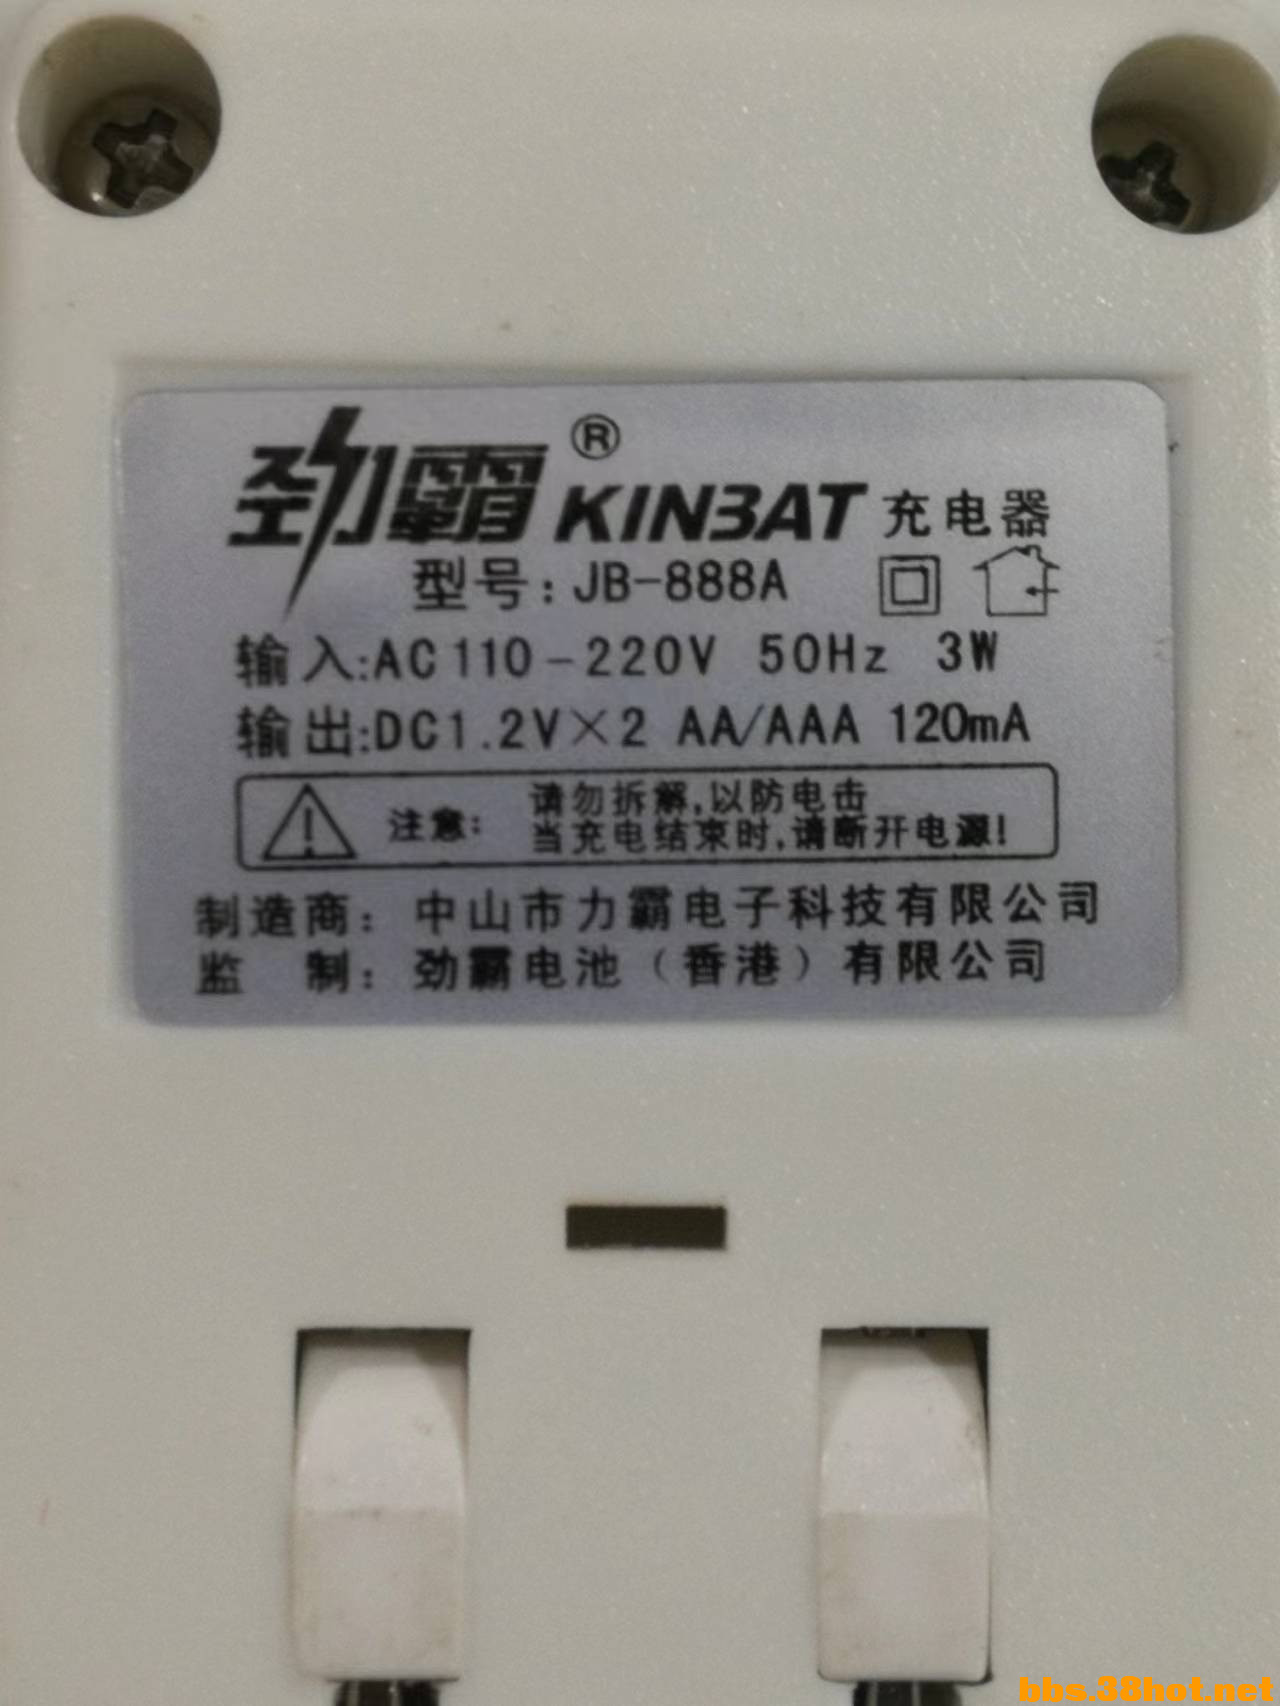 劲霸® KINBAT 充电器
型号: JB-888A
输入:AC110-220V 50Hz 3W
输出:DC1.2V×2 AA/AAA 120mA
注意: 请勿拆解,以防电击
当充电结束时,请断开电源!
制造商: 中山市力霸电子科技有限公司
监 制: 劲霸电池(香港)有限公司
bbs.38hot.net